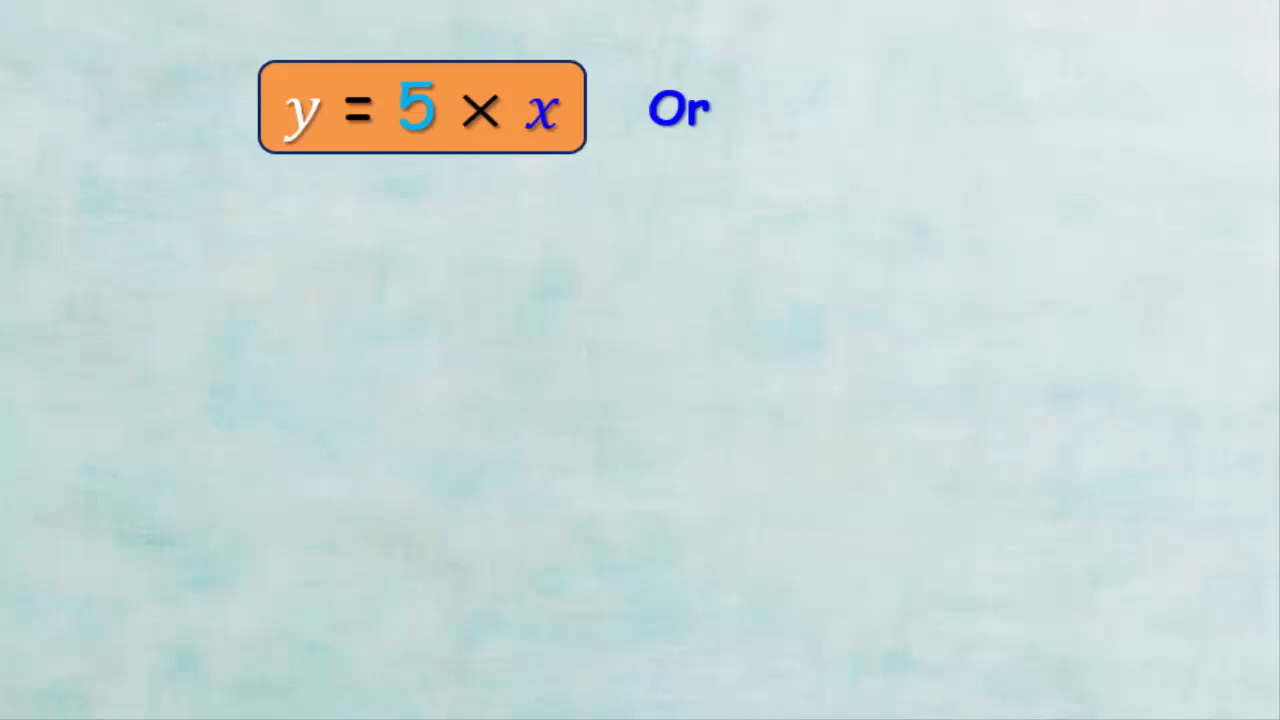 y = 5 × x Or